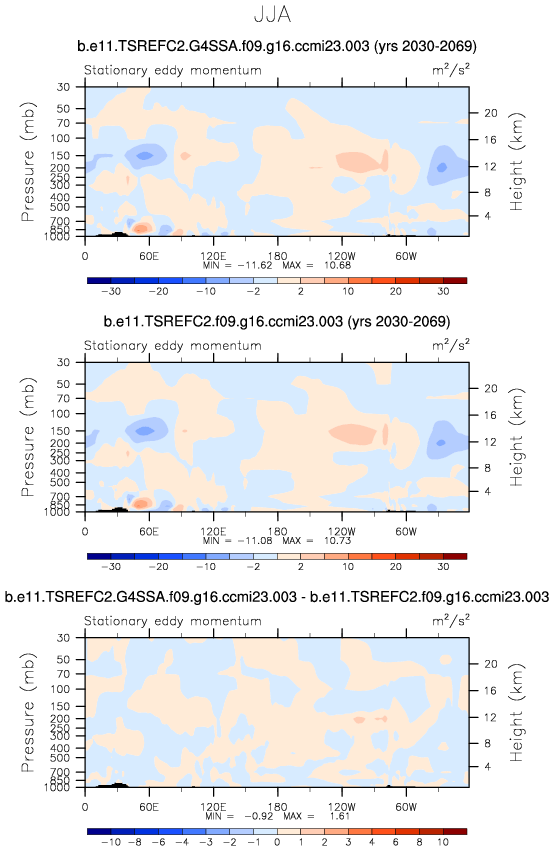 JJA
b.e11.TSREFC2.G4SSA.f09.g16.ccmi23.003 (yrs 2030-2069)
Stationary eddy momentum m²/s²
Pressure (mb)
30
50
70
100
150
200
250
300
400
500
700
850
1000
20
16
12
8
4
Height (km)
0 60E 120E 180 120W 60W
MIN = -11.62 MAX = 10.68
-30 -20 -10 -2 2 10 20 30
b.e11.TSREFC2.f09.g16.ccmi23.003 (yrs 2030-2069)
Stationary eddy momentum m²/s²
Pressure (mb)
30
50
70
100
150
200
250
300
400
500
700
850
1000
20
16
12
8
4
Height (km)
0 60E 120E 180 120W 60W
MIN = -11.08 MAX = 10.73
-30 -20 -10 -2 2 10 20 30
b.e11.TSREFC2.G4SSA.f09.g16.ccmi23.003 - b.e11.TSREFC2.f09.g16.ccmi23.003
Stationary eddy momentum m²/s²
Pressure (mb)
30
50
70
100
150
200
250
300
400
500
700
850
1000
20
16
12
8
4
Height (km)
0 60E 120E 180 120W 60W
MIN = -0.92 MAX = 1.61
-10 -8 -6 -4 -3 -2 -1 0 1 2 3 4 6 8 10